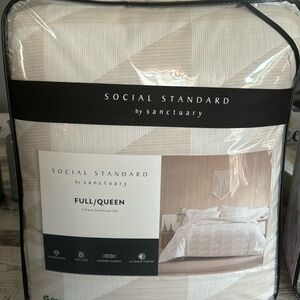 SOCIAL STANDARD
by sanctuary
SOCIAL STANDARD
by sanctuary
FULL/QUEEN
3 Piece Comforter Set